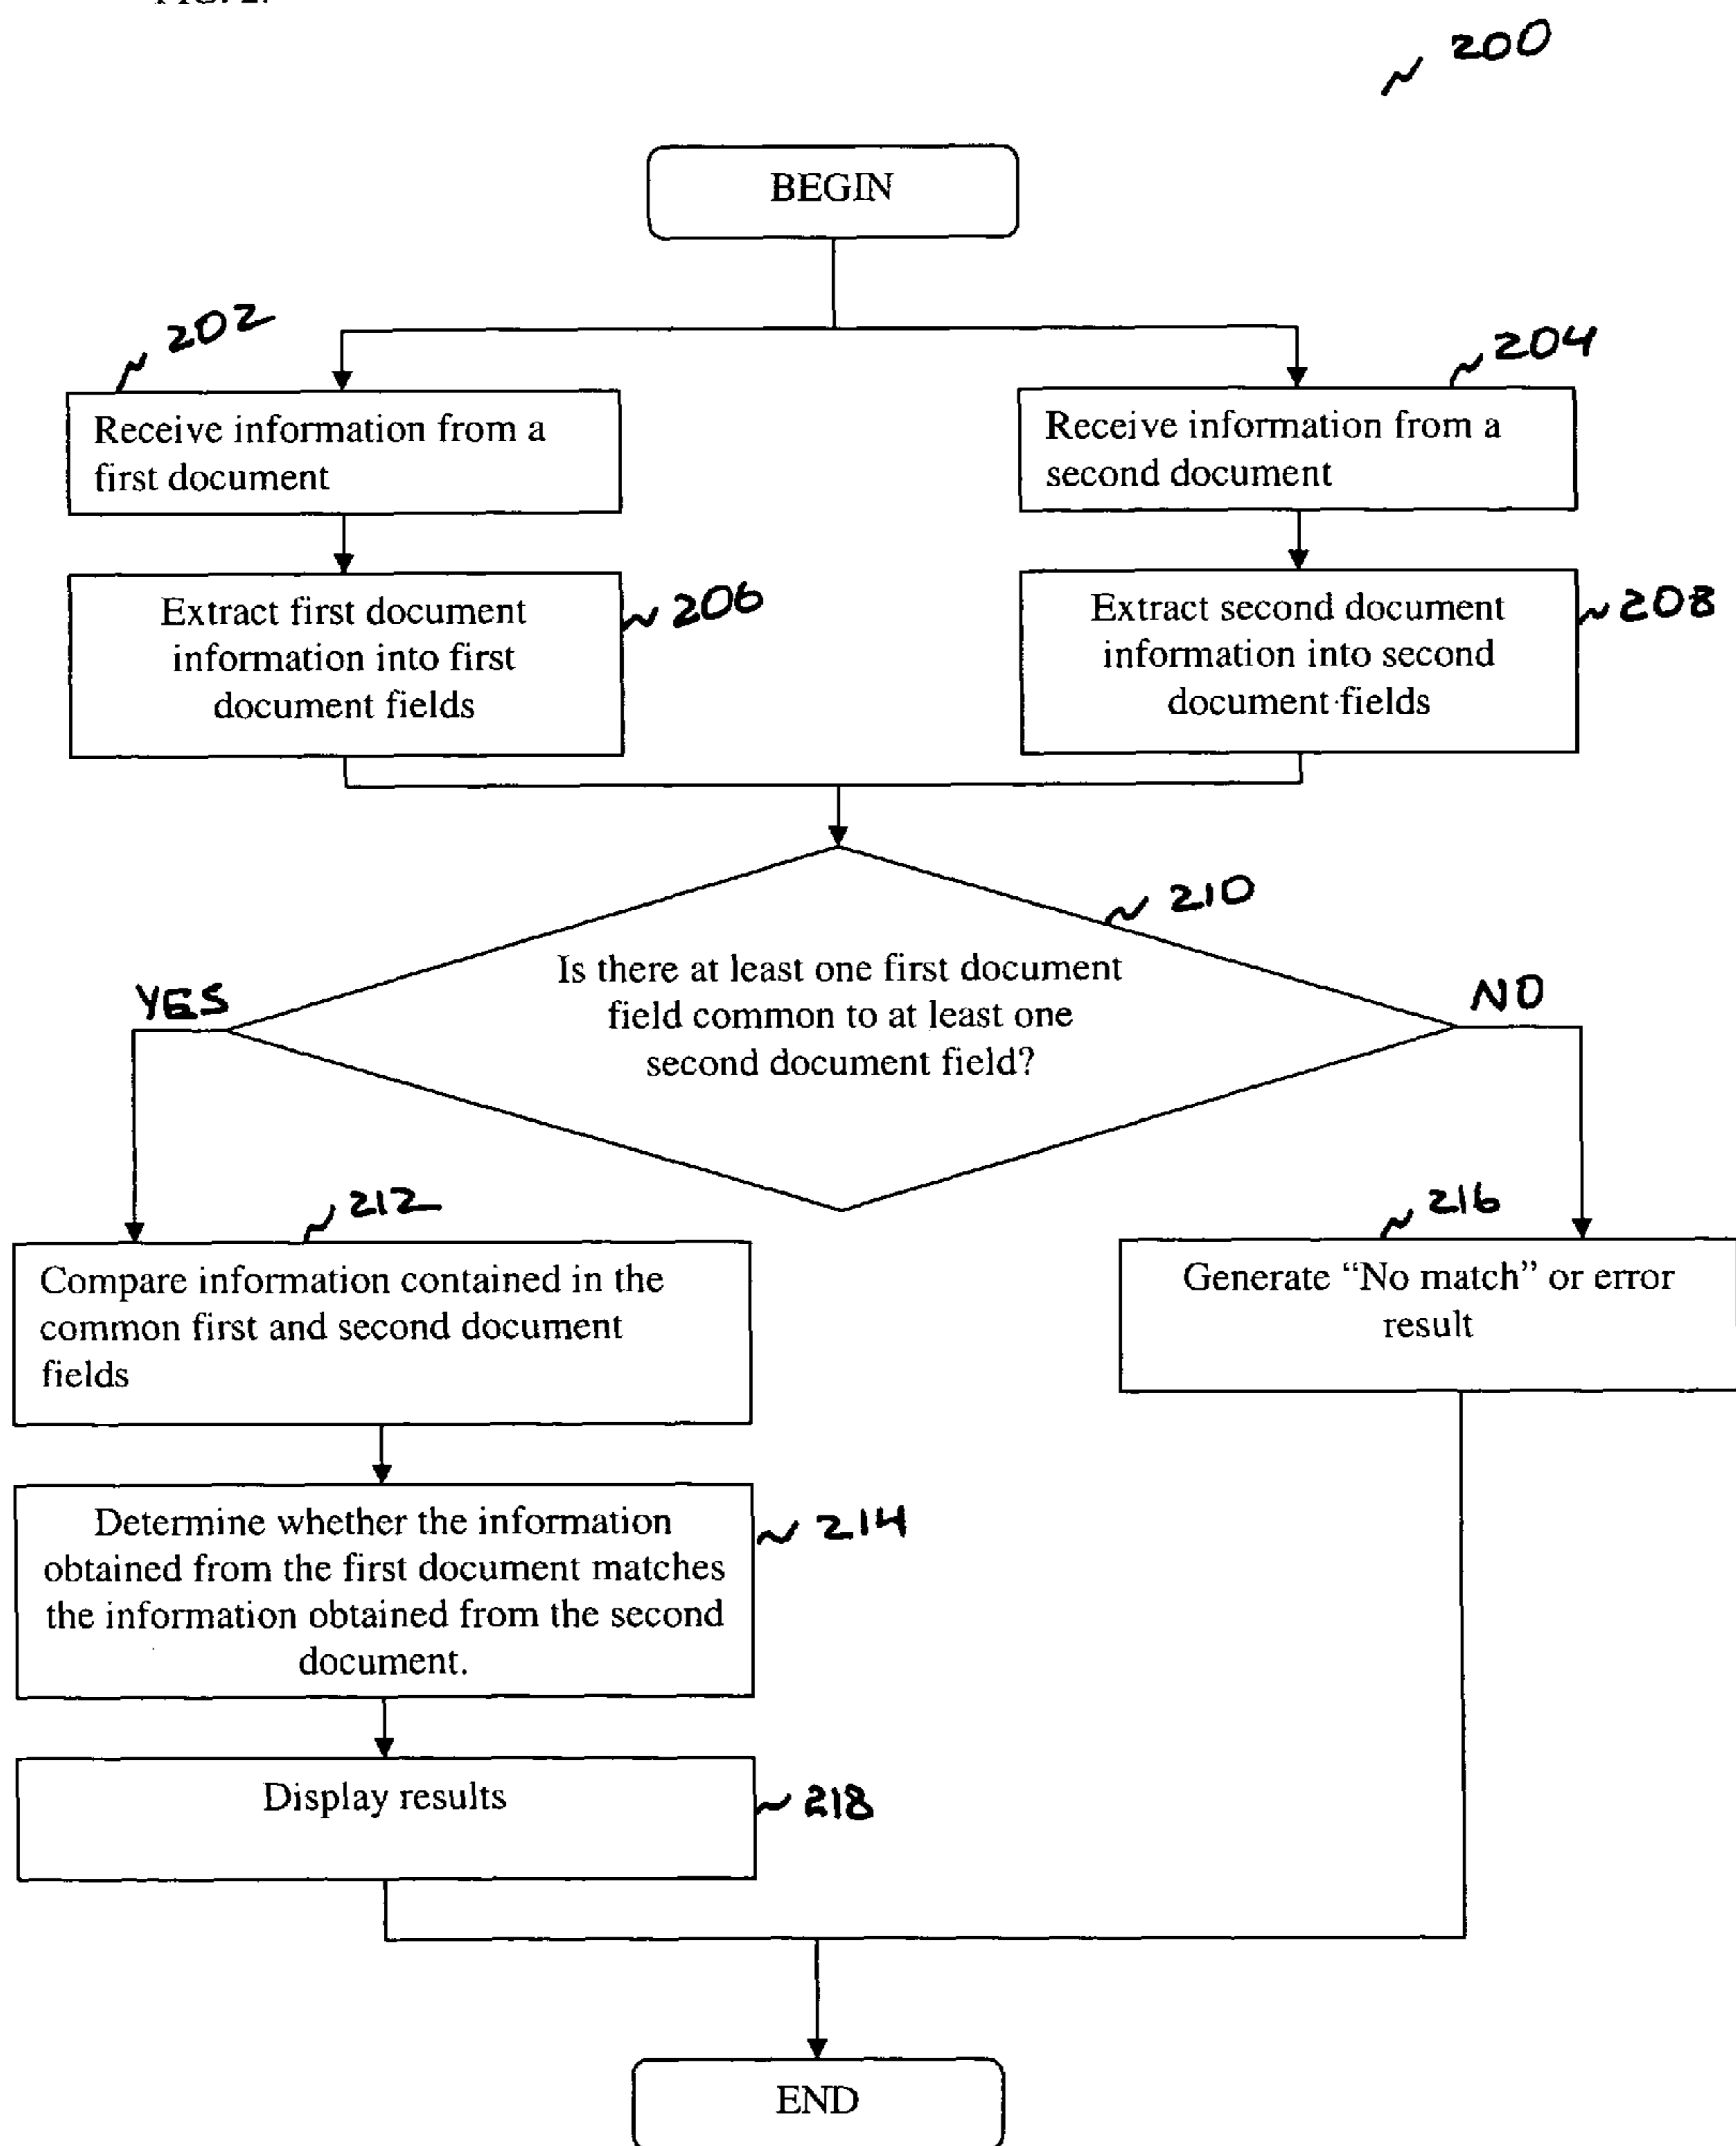 200
BEGIN
202
204
Receive information from a
first document
Receive information from a
second document
Extract first document
information into first
document fields
206
Extract second document
information into second
document fields
208
210
Is there at least one first document
field common to at least one
second document field?
YES
NO
212
216
Compare information contained in the
common first and second document
fields
Generate “No match” or error
result
Determine whether the information
obtained from the first document matches
the information obtained from the second
document.
214
Display results
218
END